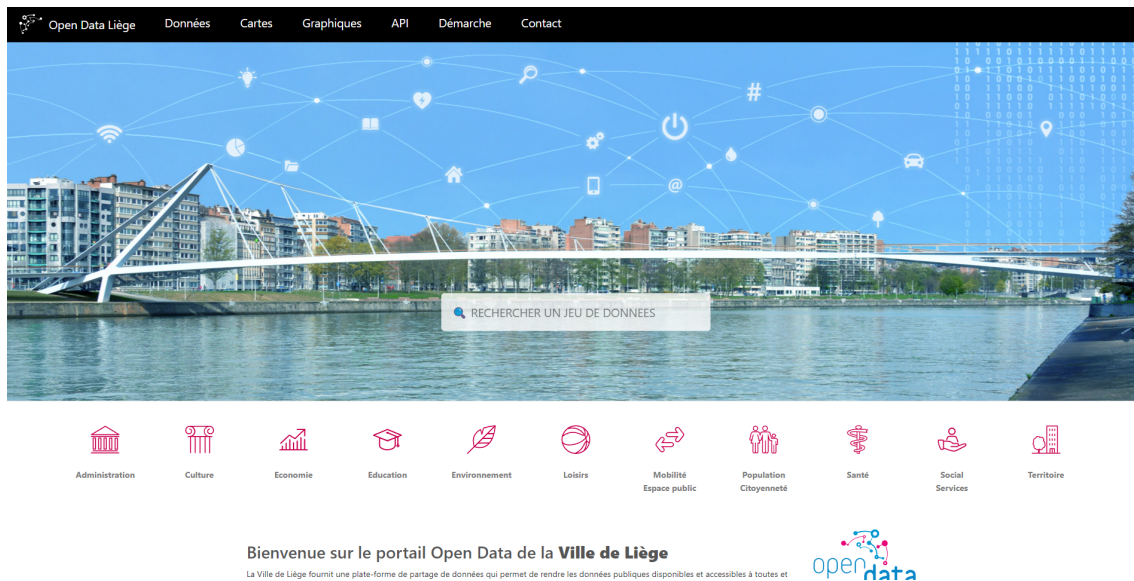 Open Data Liège
Données
Cartes
Graphiques
API
Démarche
Contact
#
@
RECHERCHER UN JEU DE DONNEES
Administration
Culture
Economie
Education
Environnement
Loisirs
Mobilité
Espace public
Population
Citoyenneté
Santé
Social
Services
Territoire
Bienvenue sur le portail Open Data de la Ville de Liège
La Ville de Liège fournit une plate-forme de partage de données qui permet de rendre les données publiques disponibles et accessibles à toutes et
open
data